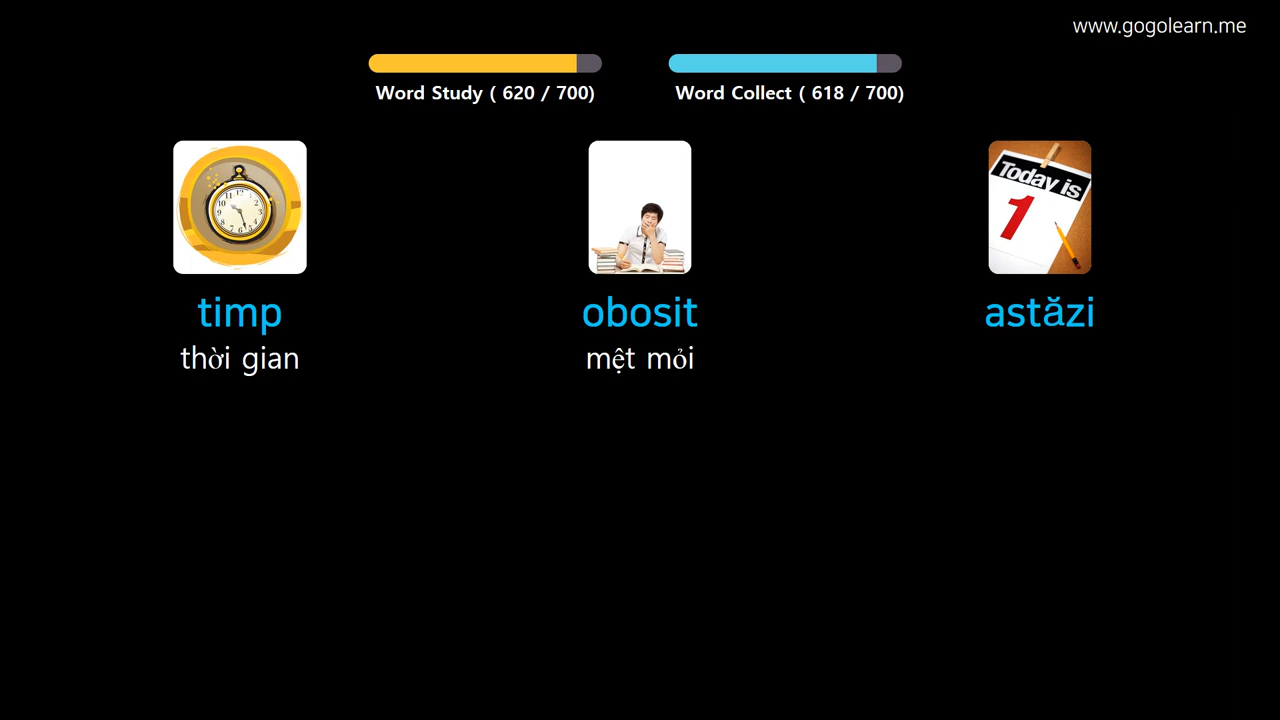 www.gogolearn.me
Word Study ( 620 / 700)
Word Collect ( 618 / 700)
Today is
1
timp
obosit
astăzi
thời gian
mệt mỏi